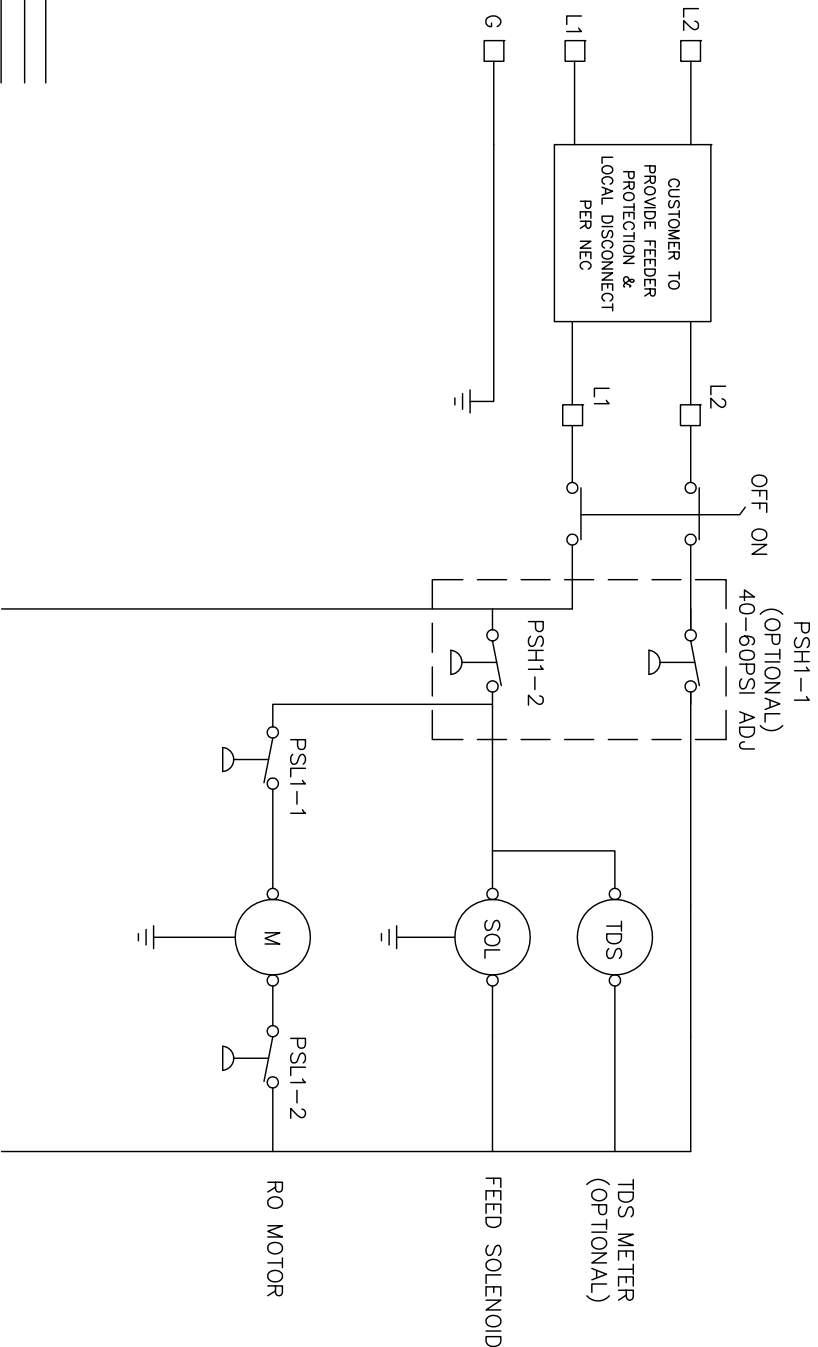 L2
L1
G
CUSTOMER TO
PROVIDE FEEDER
PROTECTION &
LOCAL DISCONNECT
PER NEC
L2
L1
OFF ON
PSH1-1
(OPTIONAL)
40-60PSI ADJ
PSH1-2
TDS
TDS METER
(OPTIONAL)
SOL
FEED SOLENOID
PSL1-1
M
PSL1-2
RO MOTOR